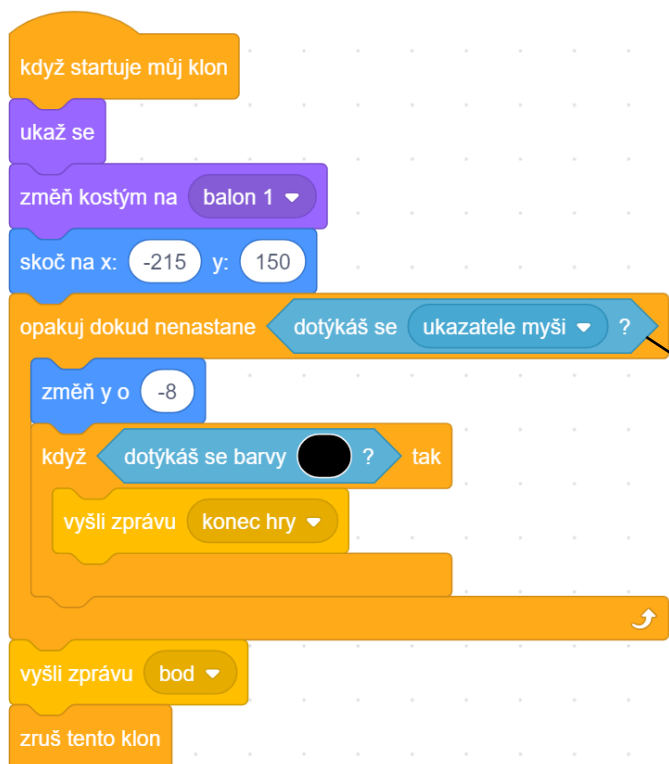 když startuje můj klon
ukaž se
změň kostým na balon 1
skoč na x: -215 y: 150
opakuj dokud nenastane dotýkáš se ukazatele myši ?
změň y o -8
když dotýkáš se barvy ? tak
vyšli zprávu konec hry
vyšli zprávu bod
zruš tento klon